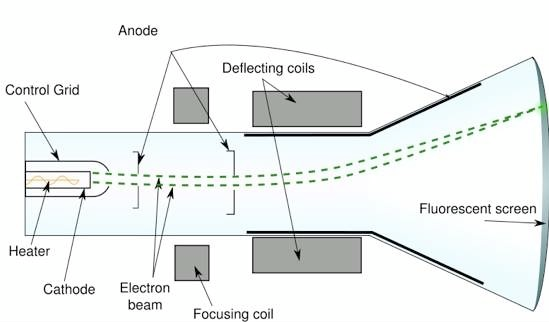 Anode
Deflecting coils
Control Grid
Fluorescent screen
Heater
Cathode
Electron
beam
Focusing coil